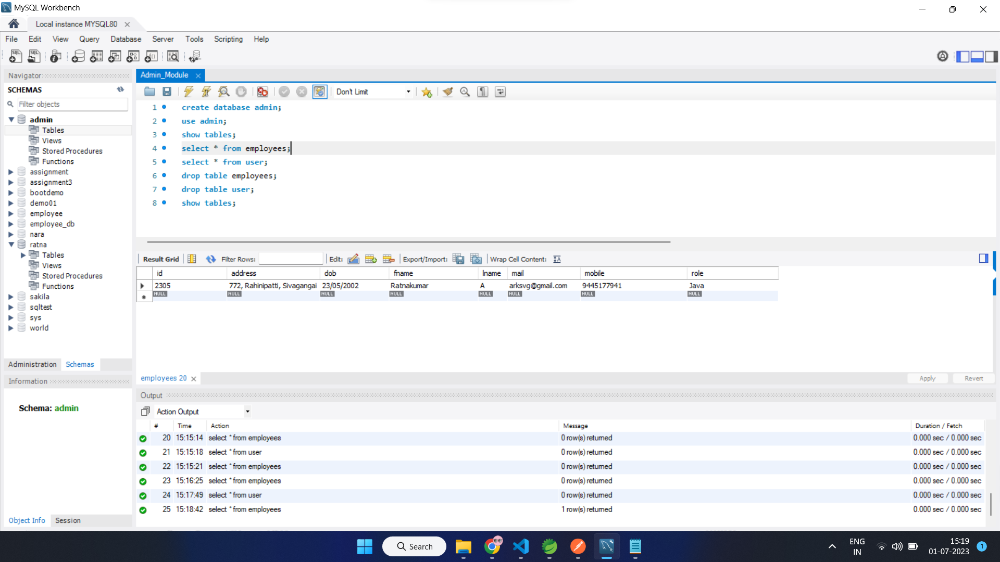 MySQL Workbench
Local instance MYSQL80
File Edit View Query Database Server Tools Scripting Help
Navigator
SCHEMAS
Filter objects
admin
Tables
Views
Stored Procedures
Functions
assignment
assignment3
bootdemo
demo01
employee
employee_db
nara
ratna
Tables
Views
Stored Procedures
Functions
sakila
sqltest
sys
world
Administration Schemas
Information
Schema: admin
Object Info Session
Admin_Module
Don't Limit
1 create database admin;
2 use admin;
3 show tables;
4 select * from employees;
5 select * from user;
6 drop table employees;
7 drop table user;
8 show tables;
Result Grid Filter Rows: Edit: Export/Import: Wrap Cell Content:
id address dob fname lname mail mobile role
2305 772, Rahinipatti, Sivagangai 23/05/2002 Ratnakumar A arksvg@gmail.com 9445177941 Java
NULL NULL NULL NULL NULL NULL NULL NULL
employees 20
Apply Revert
Output
Action Output
# Time Action Message Duration / Fetch
20 15:15:14 select * from employees 0 row(s) returned 0.000 sec / 0.000 sec
21 15:15:18 select * from user 0 row(s) returned 0.000 sec / 0.000 sec
22 15:15:21 select * from employees 0 row(s) returned 0.000 sec / 0.000 sec
23 15:16:25 select * from employees 0 row(s) returned 0.000 sec / 0.000 sec
24 15:17:49 select * from user 0 row(s) returned 0.000 sec / 0.000 sec
25 15:18:42 select * from employees 1 row(s) returned 0.000 sec / 0.000 sec
Search
ENG
IN
15:19
01-07-2023
1